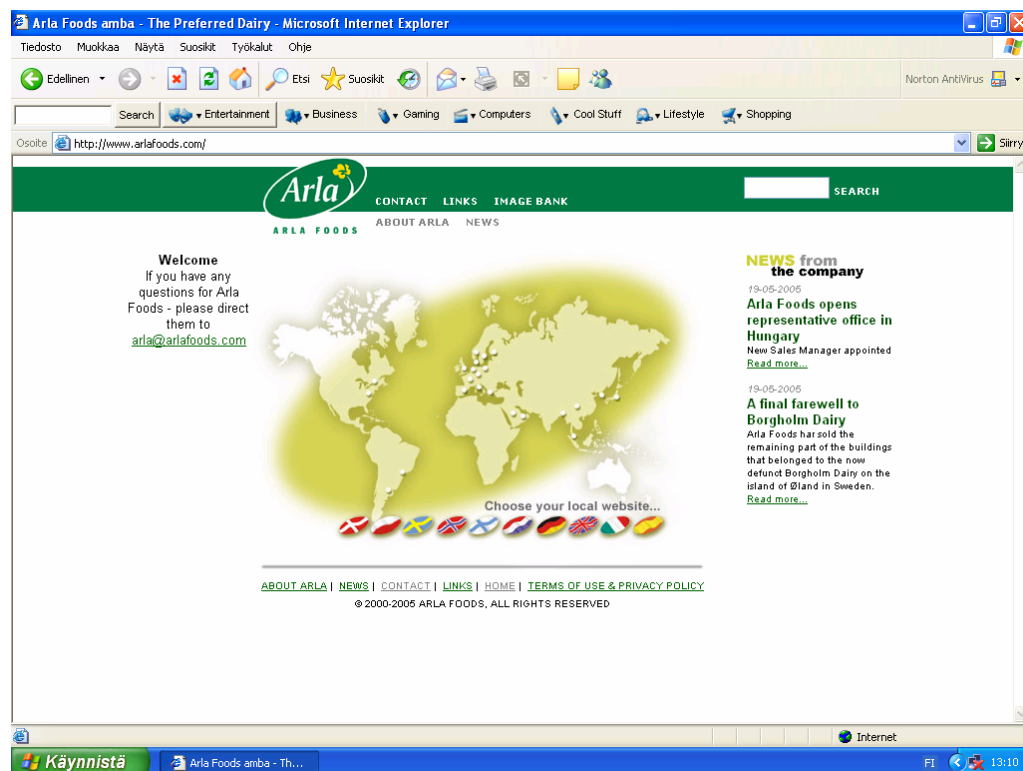 Arla Foods amba - The Preferred Dairy - Microsoft Internet Explorer
Tiedosto Muokkaa Näytä Suosikit Työkalut Ohje
Edellinen Etsi Suosikit Norton AntiVirus
Search Entertainment Business Gaming Computers Cool Stuff Lifestyle Shopping
Osoite http://www.arlafoods.com/ Siirry
Arla
ARLA FOODS
CONTACT LINKS IMAGE BANK
SEARCH
ABOUT ARLA NEWS
Welcome
If you have any
questions for Arla
Foods - please direct
them to
arla@arlafoods.com
Choose your local website...
NEWS from
the company
19-05-2005
Arla Foods opens
representative office in
Hungary
New Sales Manager appointed
Read more...
19-05-2005
A final farewell to
Borgholm Dairy
Arla Foods har sold the
remaining part of the buildings
that belonged to the now
defunct Borgholm Dairy on the
island of Øland in Sweden.
Read more...
ABOUT ARLA | NEWS | CONTACT | LINKS | HOME | TERMS OF USE & PRIVACY POLICY
© 2000-2005 ARLA FOODS, ALL RIGHTS RESERVED
Internet
Käynnistä Arla Foods amba - Th... FI 13:10